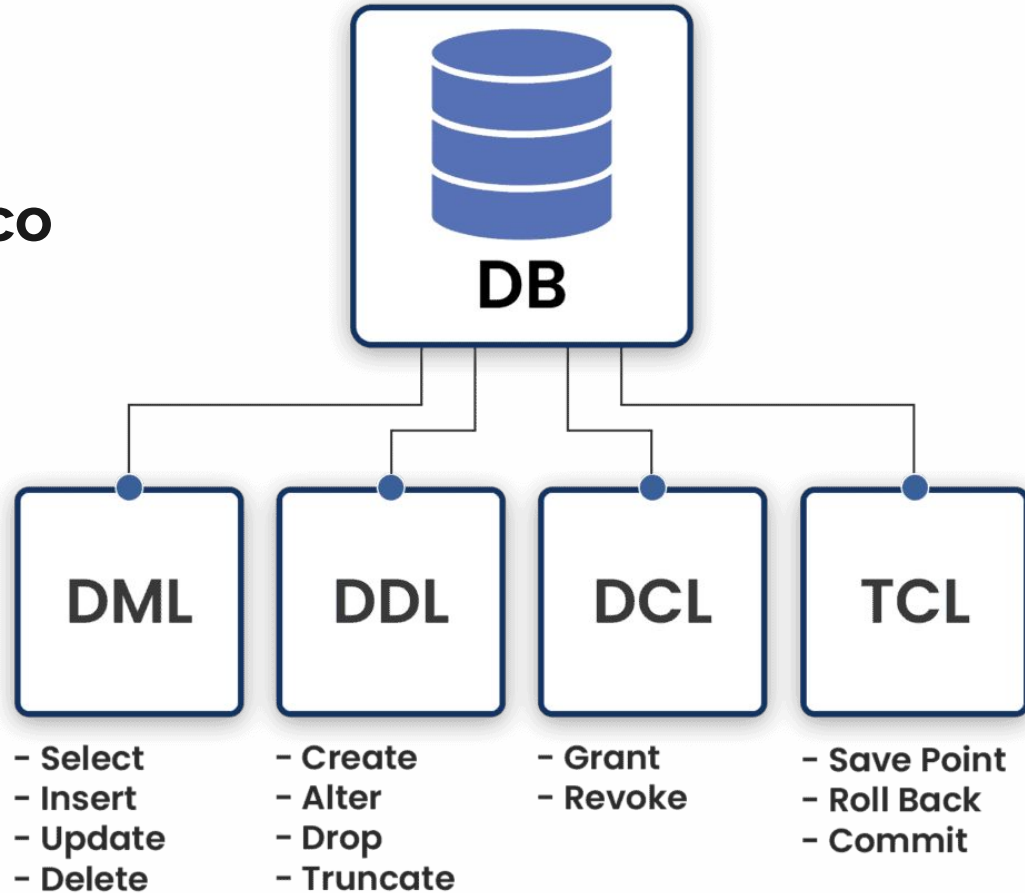 co
DB
DML
DDL
DCL
TCL
- Select
- Insert
- Update
- Delete
- Create
- Alter
- Drop
- Truncate
- Grant
- Revoke
- Save Point
- Roll Back
- Commit